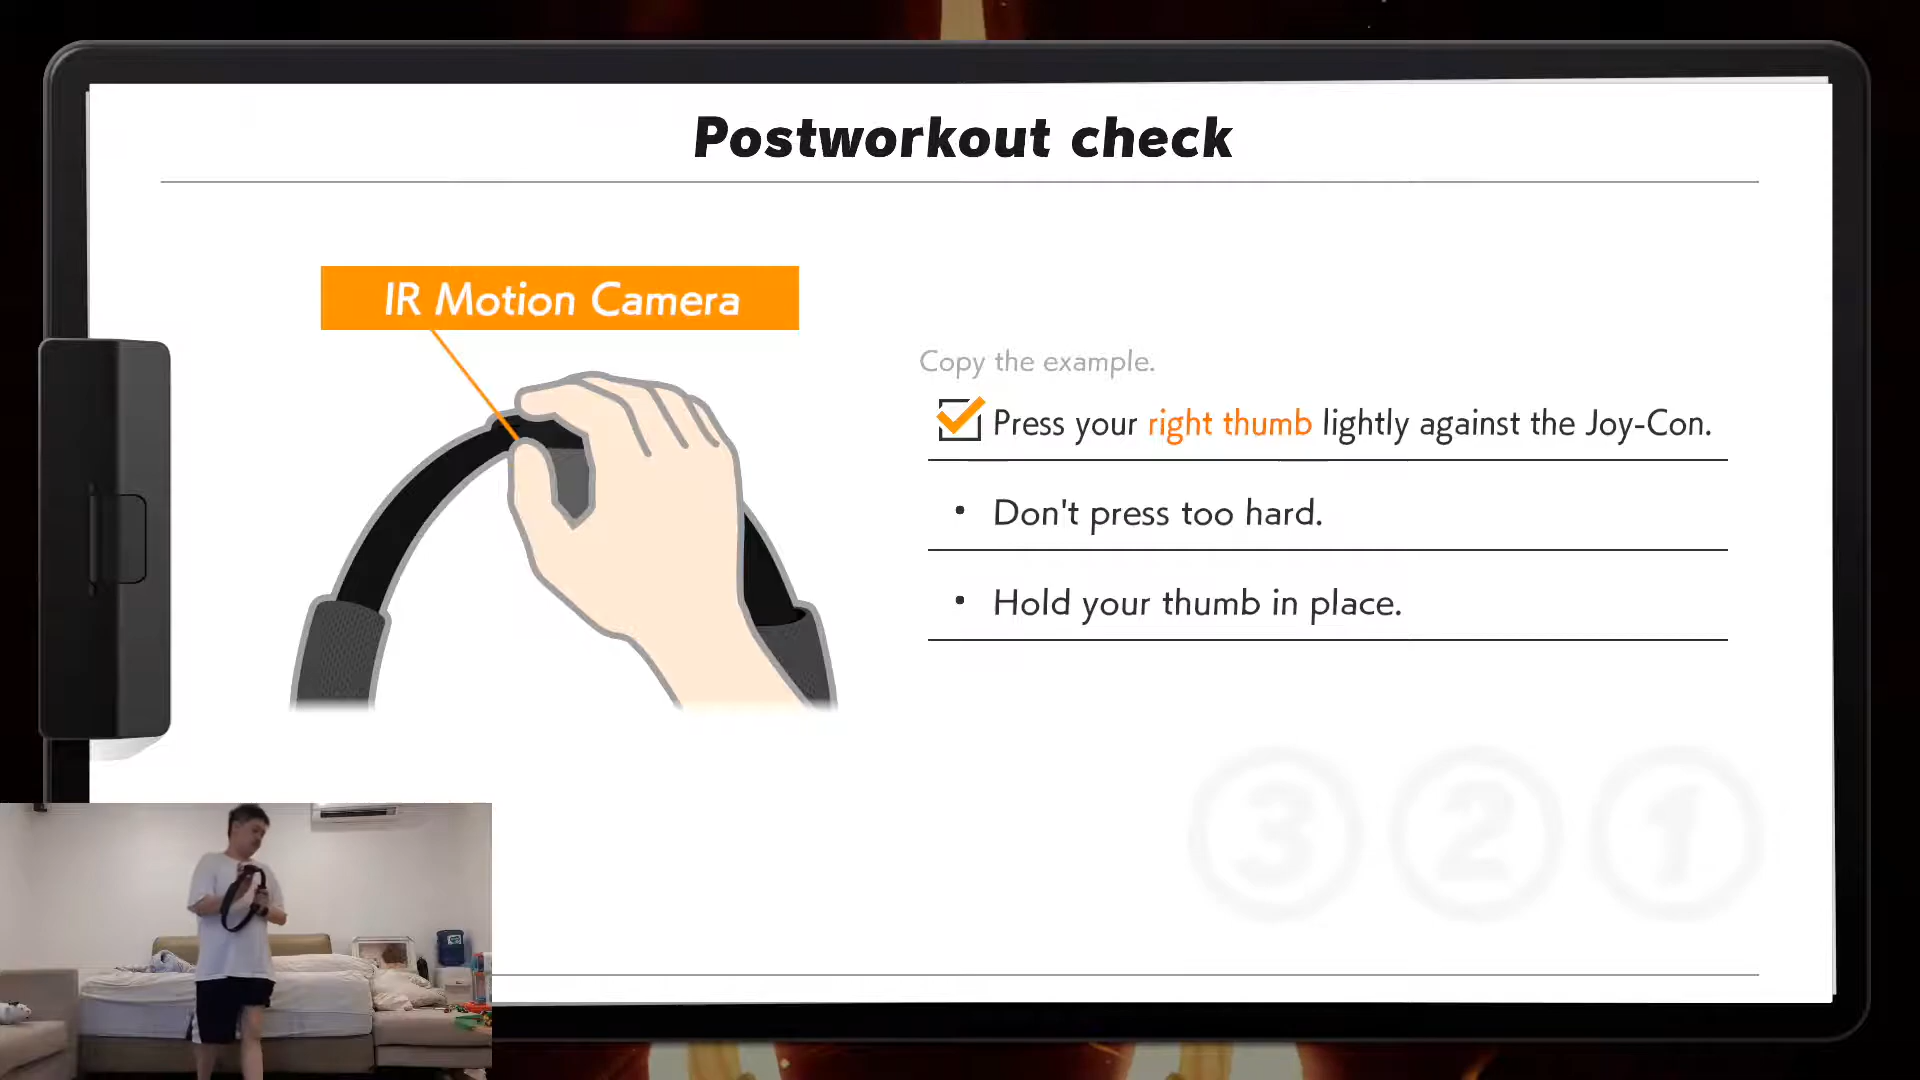 Postworkout check
IR Motion Camera
Copy the example.
Press your right thumb lightly against the Joy-Con.
• Don't press too hard.
• Hold your thumb in place.
3 2 1